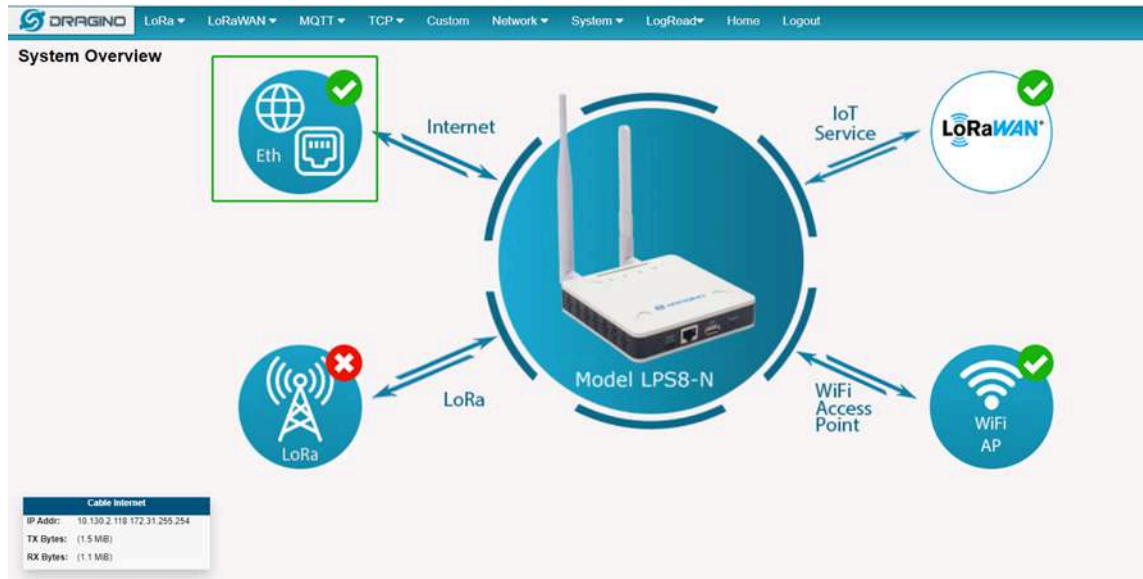 DRAGINO LoRa LoRaWAN MQTT TCP Custom Network System LogRead Home Logout
System Overview
Eth
Internet
IoT
Service
LoRaWAN®
Model LPS8-N
LoRa
LoRa
WiFi
Access
Point
WiFi
AP
Cable Internet
IP Addr: 10.130.2.118 172.31.255.254
TX Bytes: (1.5 MiB)
RX Bytes: (1.1 MiB)